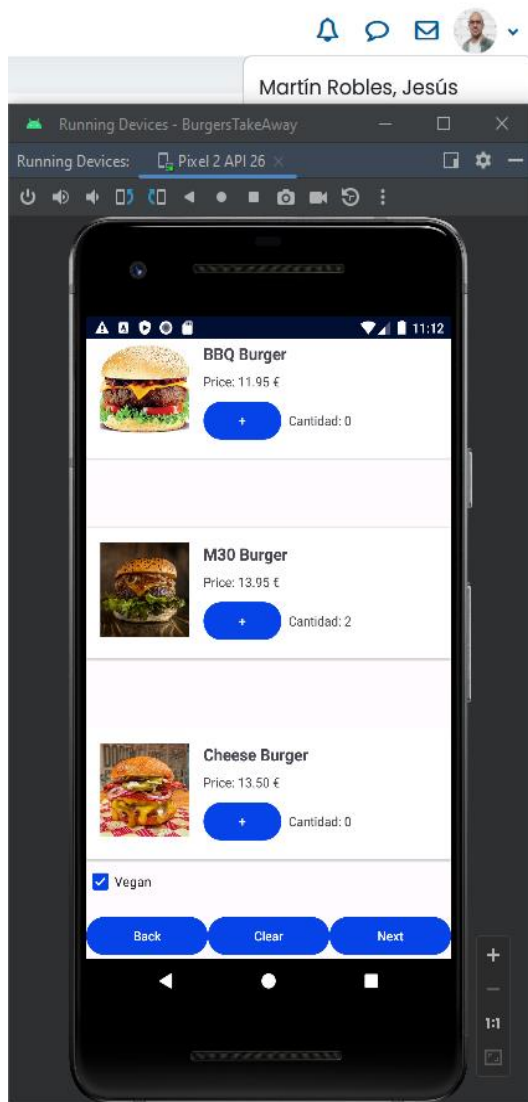 Martín Robles, Jesús
Running Devices - BurgersTakeAway
Running Devices:
Pixel 2 API 26
11:12
BBQ Burger
Price: 11.95 €
+
Cantidad: 0
M30 Burger
Price: 13.95 €
+
Cantidad: 2
Cheese Burger
Price: 13.50 €
+
Cantidad: 0
Vegan
Back
Clear
Next
1:1